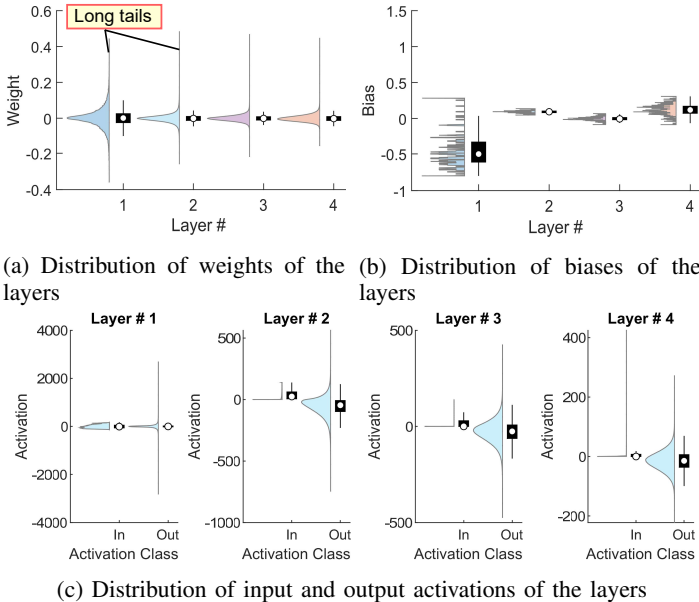 0.6
Long tails
0.4
0.2
0
-0.2
-0.4
Weight
1 2 3 4
Layer #
1.5
1
0.5
0
-0.5
-1
Bias
1 2 3 4
Layer #
(a) Distribution of weights of the layers
(b) Distribution of biases of the layers
Layer # 1
4000
2000
0
-2000
-4000
Activation
In Out
Activation Class
Layer # 2
500
0
-500
-1000
Activation
In Out
Activation Class
Layer # 3
500
0
-500
Activation
In Out
Activation Class
Layer # 4
400
200
0
-200
Activation
In Out
Activation Class
(c) Distribution of input and output activations of the layers